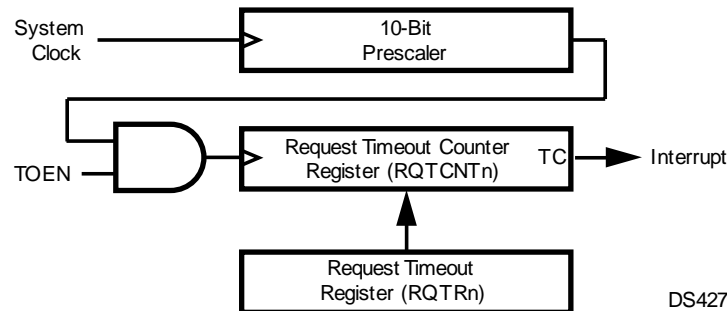 System
Clock
10-Bit
Prescaler
TOEN
Request Timeout Counter
Register (RQTCNTn)
TC
Interrupt
Request Timeout
Register (RQTRn)
DS427